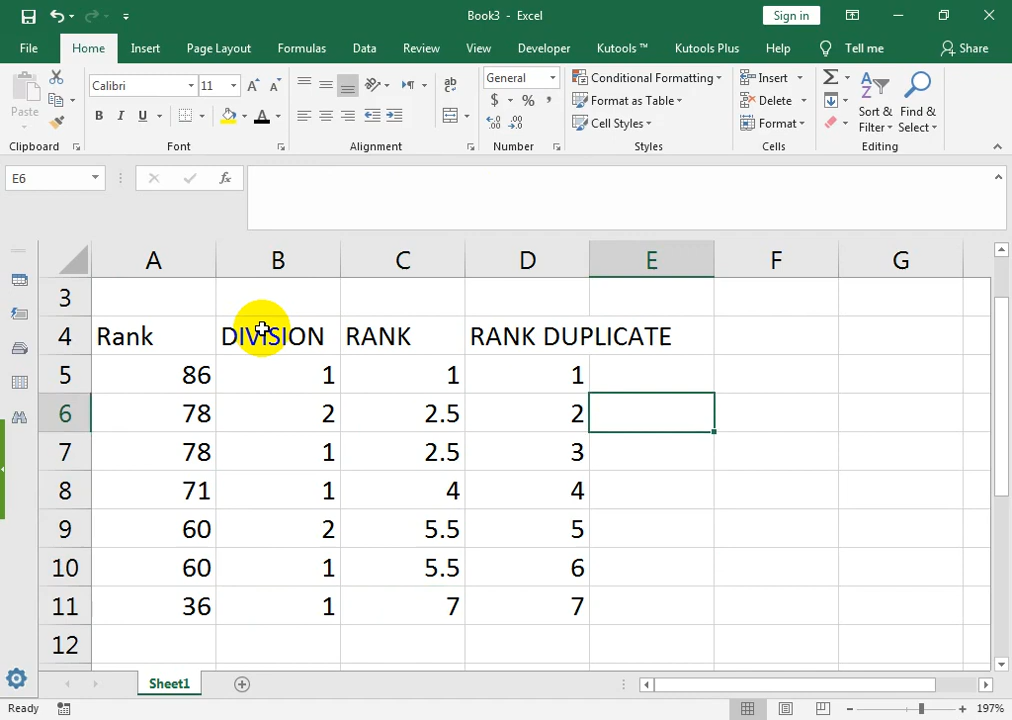 Book3 - Excel
Sign in
File Home Insert Page Layout Formulas Data Review View Developer Kutools ™ Kutools Plus Help Tell me Share
Paste
Clipboard
Calibri 11
B I U A
Font
ab
Alignment
General
$ % ,
Number
Conditional Formatting
Format as Table
Cell Styles
Styles
Insert
Delete
Format
Cells
Sort & Filter
Find & Select
Editing
E6 fx
A B C D E F G
3
4 Rank DIVISION RANK RANK DUPLICATE
5 86 1 1 1
6 78 2 2.5 2
7 78 1 2.5 3
8 71 1 4 4
9 60 2 5.5 5
10 60 1 5.5 6
11 36 1 7 7
12
Sheet1
Ready 197%